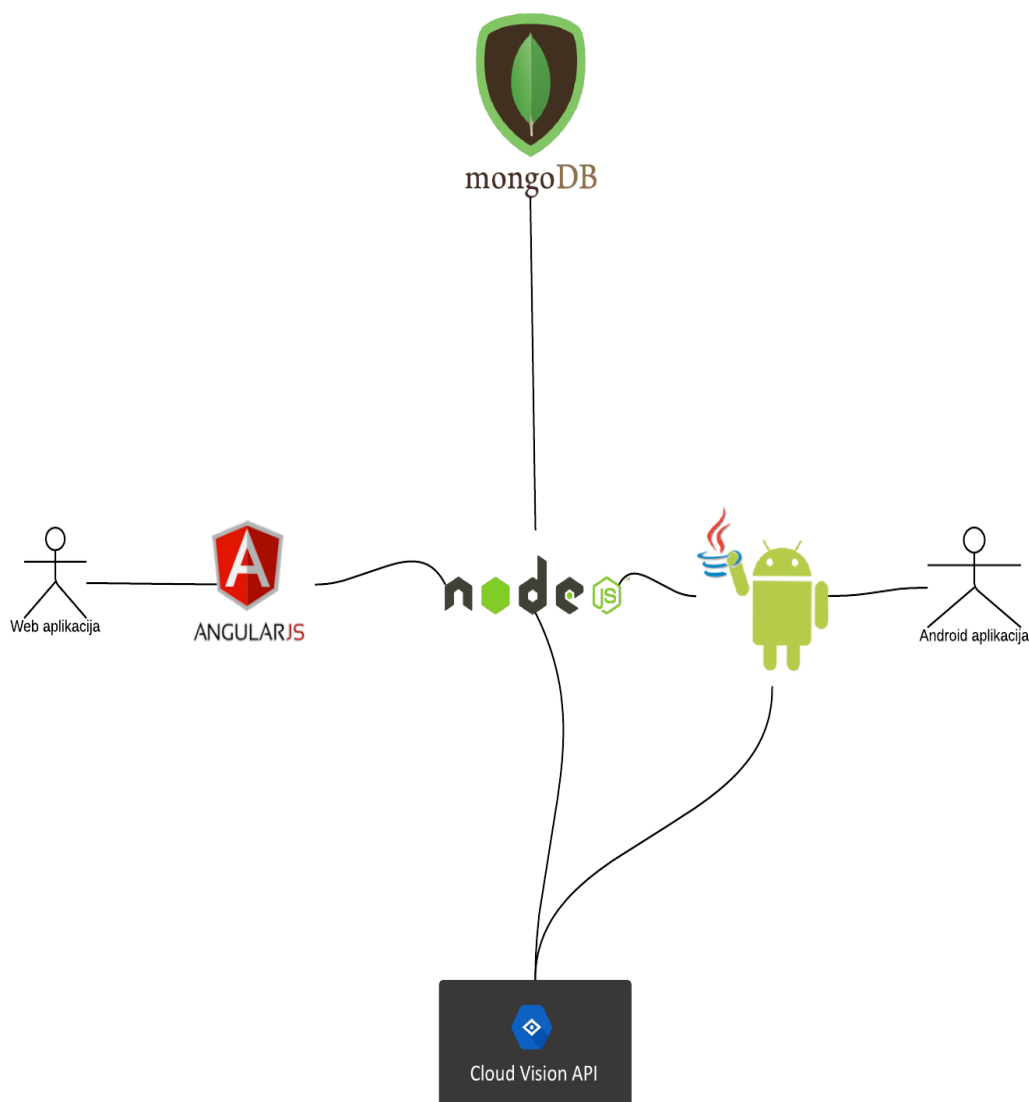 mongoDB
Web aplikacija
ANGULARJS
node
JS
Android aplikacija
Cloud Vision API